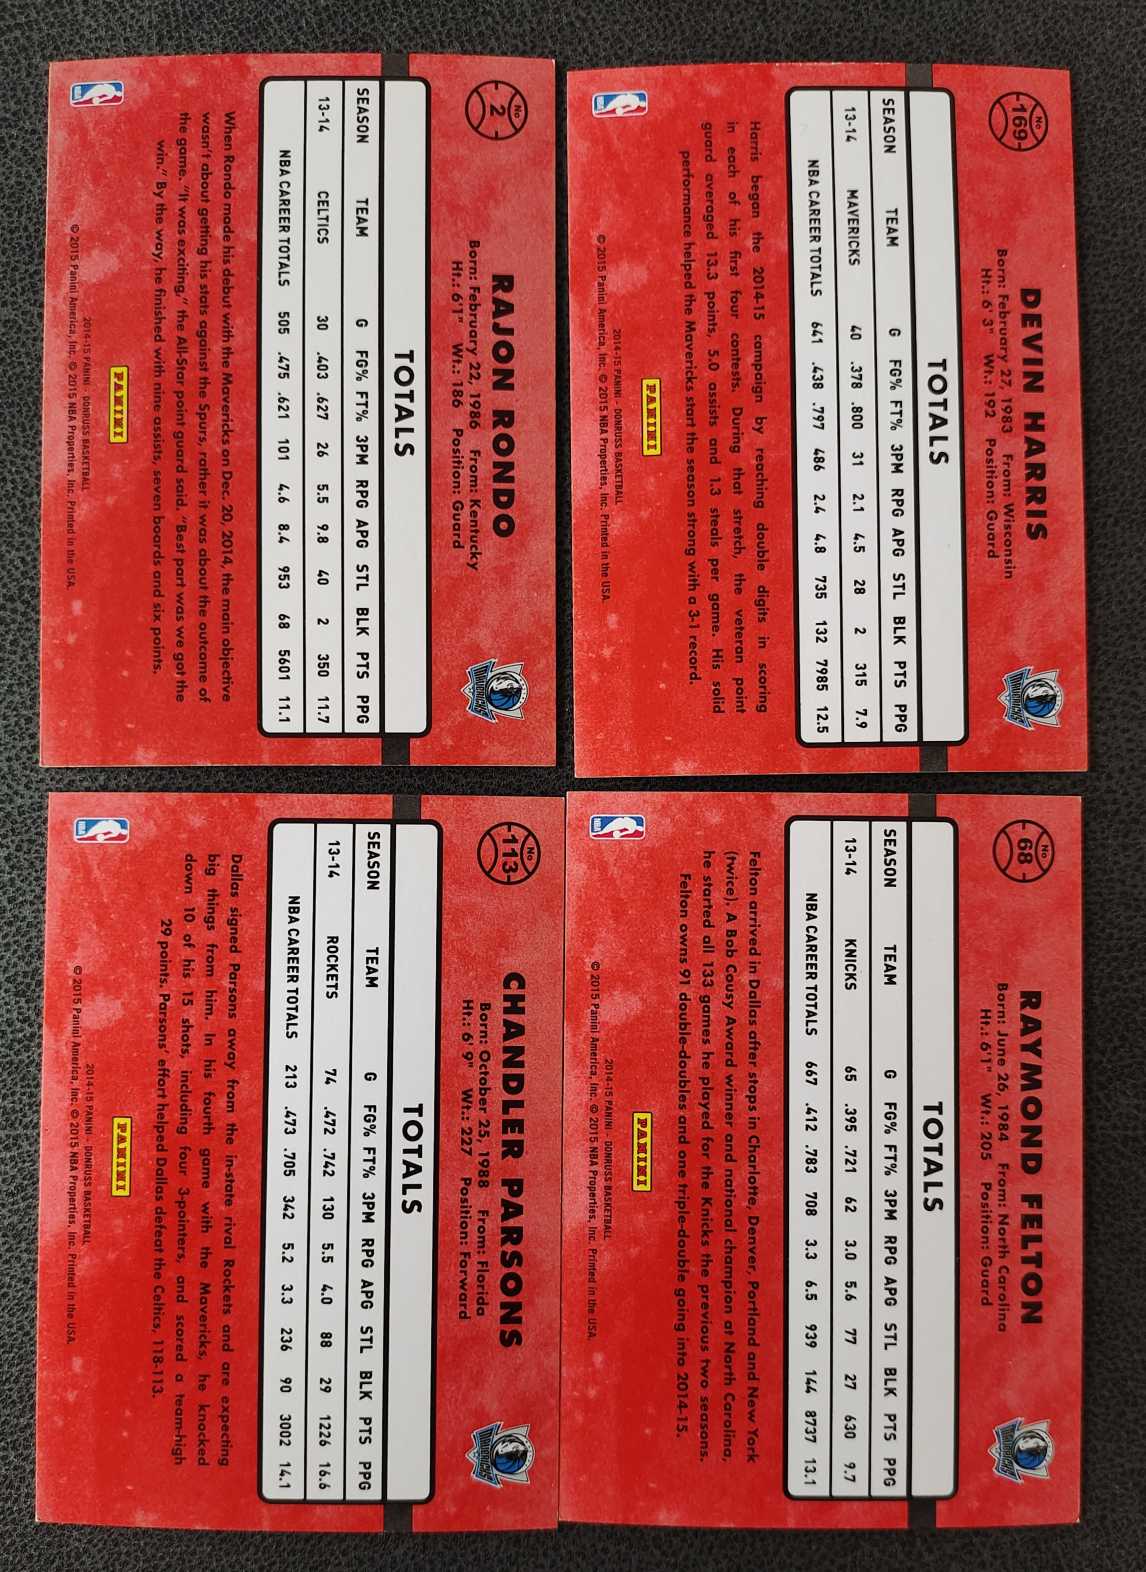 No
2
RAJON RONDO
Born: February 22, 1986 From: Kentucky
Ht.: 6'1" Wt.: 186 Position: Guard
MAVERICKS
TOTALS
SEASON TEAM G FG% FT% 3PM RPG APG STL BLK PTS PPG
13-14 CELTICS 30 .403 .627 26 5.5 9.8 40 2 350 11.7
NBA CAREER TOTALS 505 .475 .621 101 4.6 8.4 953 68 5601 11.1
When Rondo made his debut with the Mavericks on Dec. 20, 2014, the main objective
wasn't about getting his stats against the Spurs, rather it was about the outcome of
the game. "It was exciting," the All-Star point guard said. "Best part was we got the
win." By the way, he finished with nine assists, seven boards and six points.
PANINI
2014-15 PANINI - DONRUSS BASKETBALL
© 2015 Panini America, Inc. © 2015 NBA Properties, Inc. Printed in the USA.
NBA
No
169
DEVIN HARRIS
Born: February 27, 1983 From: Wisconsin
Ht.: 6' 3" Wt.: 192 Position: Guard
MAVERICKS
TOTALS
SEASON TEAM G FG% FT% 3PM RPG APG STL BLK PTS PPG
13-14 MAVERICKS 40 .378 .800 31 2.1 4.5 28 2 315 7.9
NBA CAREER TOTALS 641 .438 .797 486 2.4 4.8 735 132 7985 12.5
Harris began the 2014-15 campaign by reaching double digits in scoring
in each of his first four contests. During that stretch, the veteran point
guard averaged 13.3 points, 5.0 assists and 1.3 steals per game. His solid
performance helped the Mavericks start the season strong with a 3-1 record.
PANINI
2014-15 PANINI - DONRUSS BASKETBALL
© 2015 Panini America, Inc. © 2015 NBA Properties, Inc. Printed in the USA.
NBA
No
113
CHANDLER PARSONS
Born: October 25, 1988 From: Florida
Ht.: 6' 9" Wt.: 227 Position: Forward
MAVERICKS
TOTALS
SEASON TEAM G FG% FT% 3PM RPG APG STL BLK PTS PPG
13-14 ROCKETS 74 .472 .742 130 5.5 4.0 88 29 1226 16.6
NBA CAREER TOTALS 213 .473 .705 342 5.2 3.3 236 90 3002 14.1
Dallas signed Parsons away from the in-state rival Rockets and are expecting
big things from him. In his fourth game with the Mavericks, he knocked
down 10 of his 15 shots, including four 3-pointers, and scored a team-high
29 points. Parsons' effort helped Dallas defeat the Celtics, 118-113.
PANINI
2014-15 PANINI - DONRUSS BASKETBALL
© 2015 Panini America, Inc. © 2015 NBA Properties, Inc. Printed in the USA.
NBA
No
68
RAYMOND FELTON
Born: June 26, 1984 From: North Carolina
Ht.: 6'1" Wt.: 205 Position: Guard
MAVERICKS
TOTALS
SEASON TEAM G FG% FT% 3PM RPG APG STL BLK PTS PPG
13-14 KNICKS 65 .395 .721 62 3.0 5.6 77 27 630 9.7
NBA CAREER TOTALS 667 .412 .783 708 3.3 6.5 939 144 8737 13.1
Felton arrived in Dallas after stops in Charlotte, Denver, Portland and New York
(twice). A Bob Cousy Award winner and national champion at North Carolina,
he started all 133 games he played for the Knicks the previous two seasons.
Felton owns 91 double-doubles and one triple-double going into 2014-15.
PANINI
2014-15 PANINI - DONRUSS BASKETBALL
© 2015 Panini America, Inc. © 2015 NBA Properties, Inc. Printed in the USA.
NBA